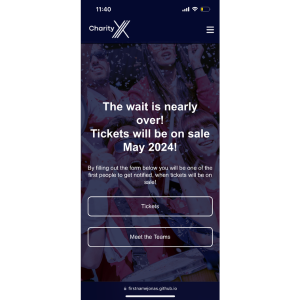 11:40
Charity X
The wait is nearly
over!
Tickets will be on sale
May 2024!
By filling out the form below you will be one of the
first people to get notified, when tickets will be on
sale!
Tickets
Meet the Teams
firstnamejonas.github.io